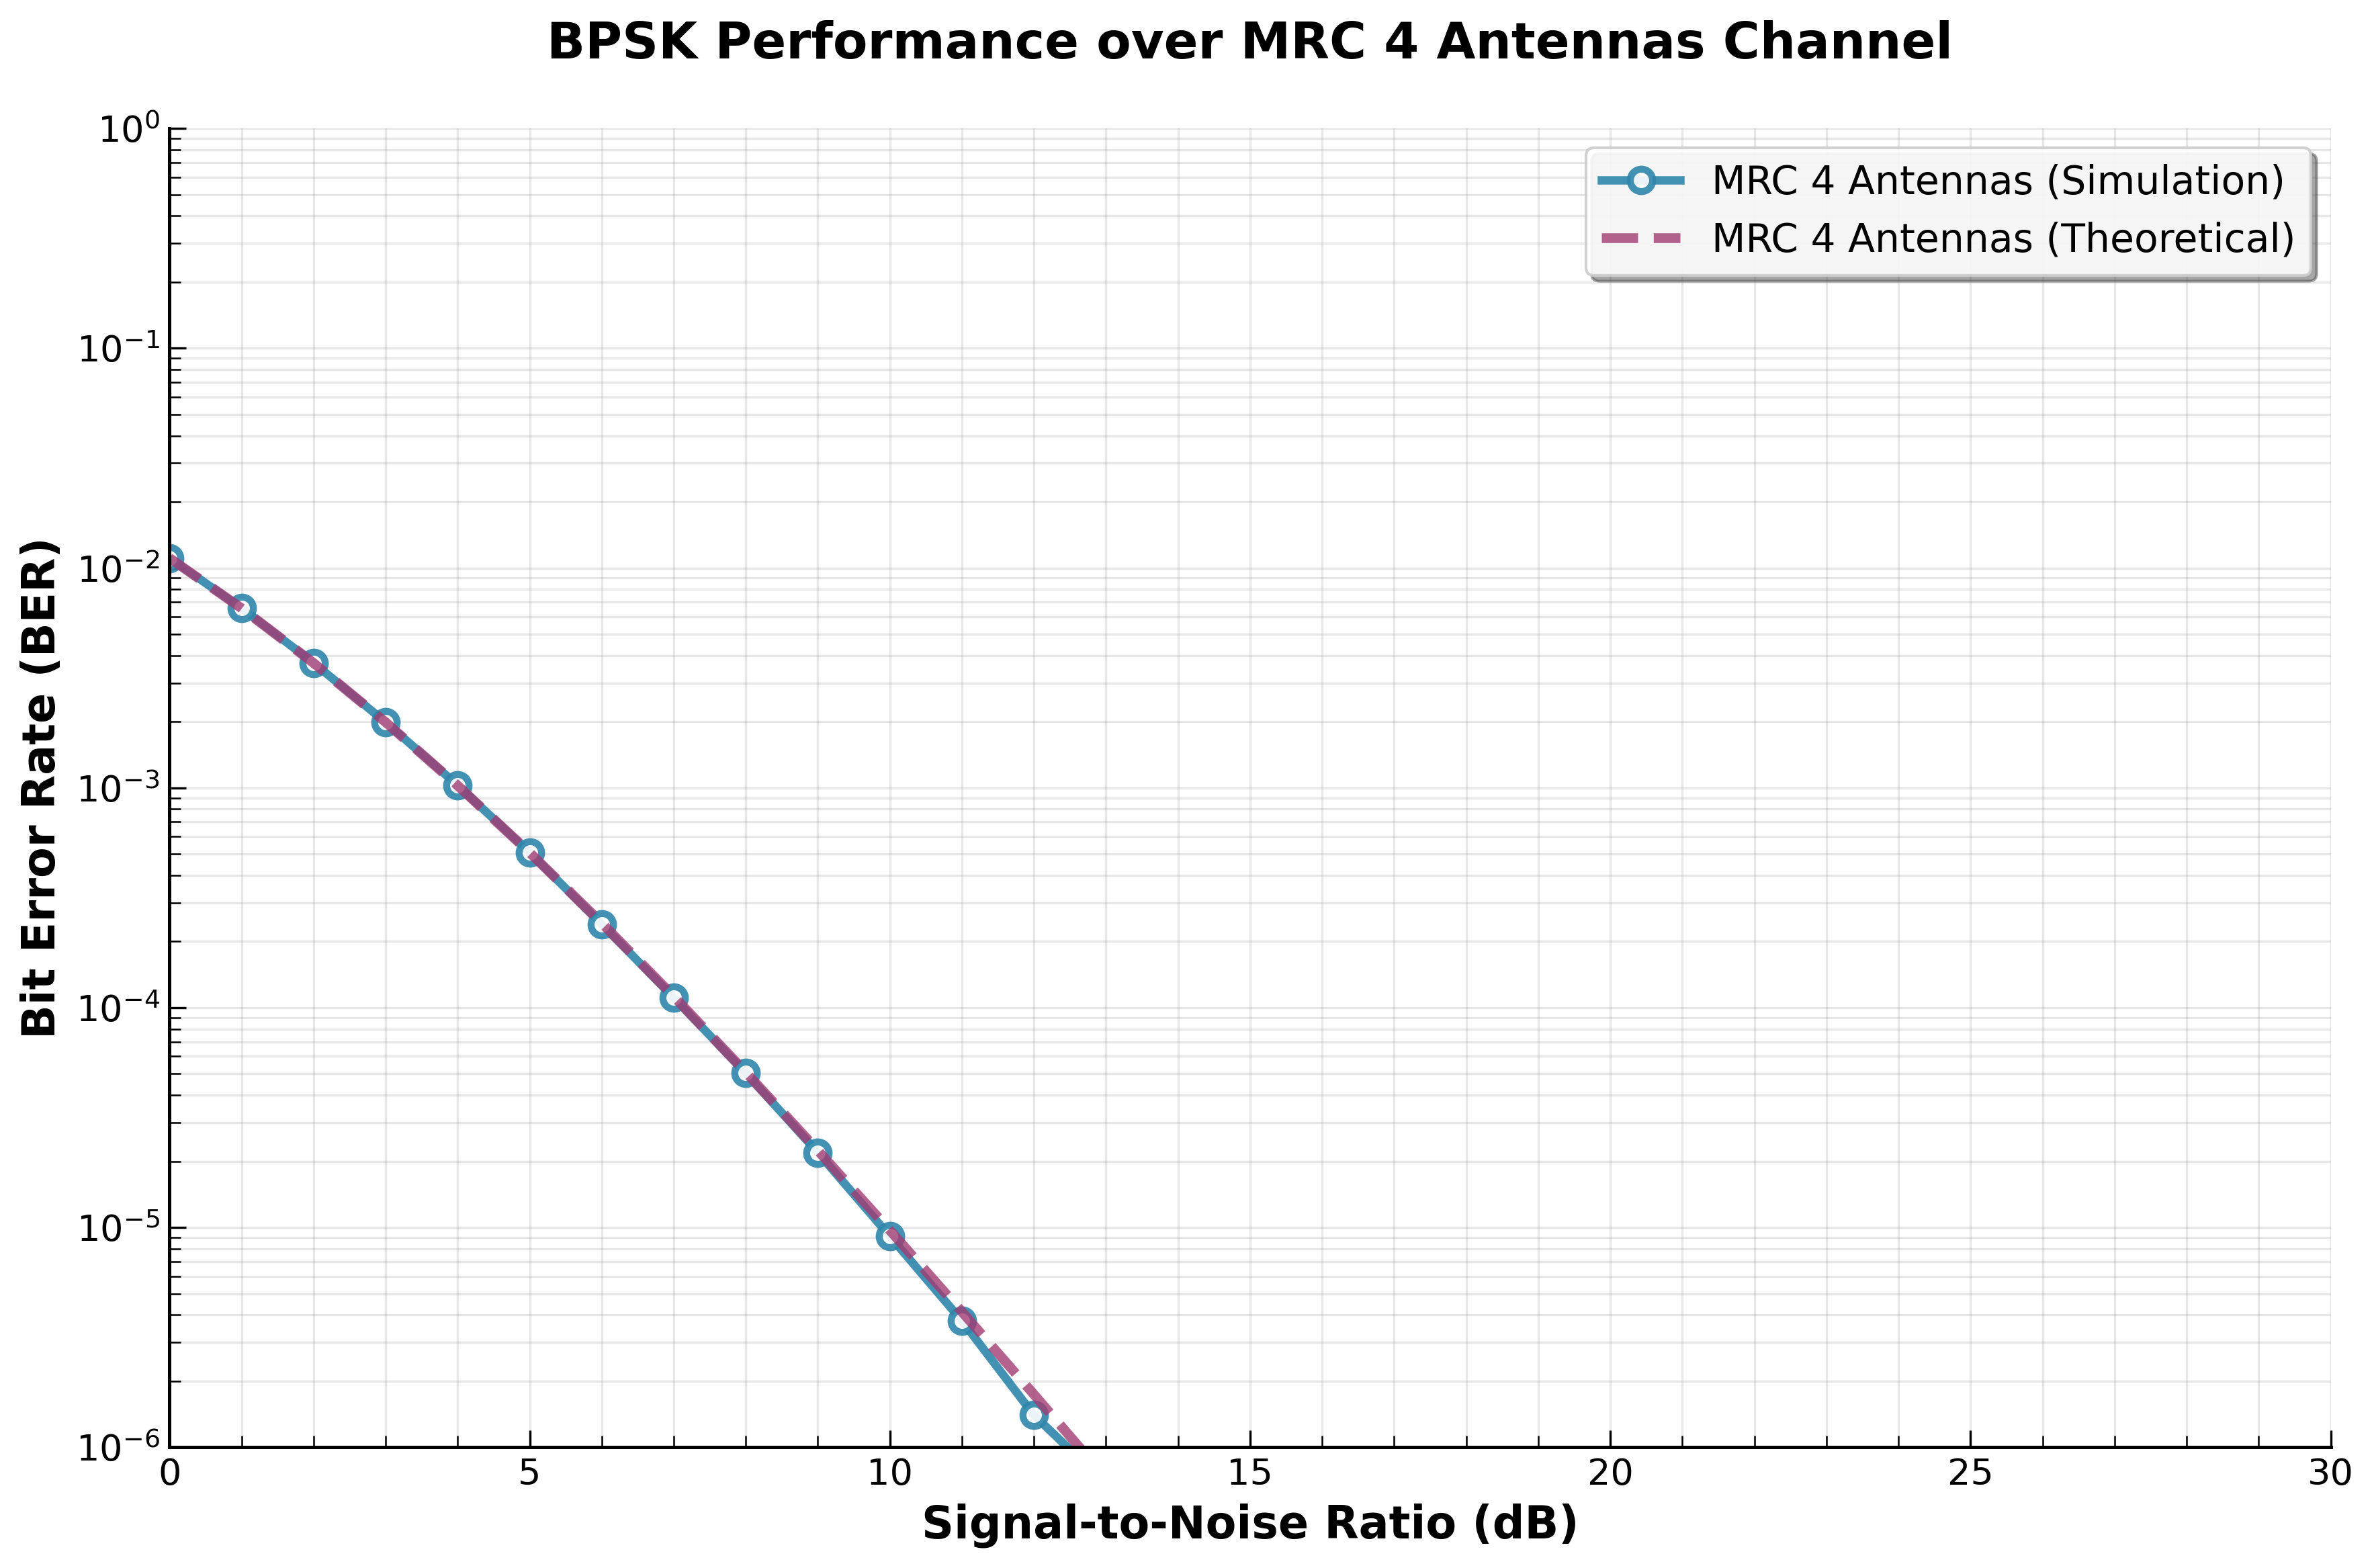 BPSK Performance over MRC 4 Antennas Channel
MRC 4 Antennas (Simulation)
MRC 4 Antennas (Theoretical)
Bit Error Rate (BER)
10⁰
10⁻¹
10⁻²
10⁻³
10⁻⁴
10⁻⁵
10⁻⁶
0 5 10 15 20 25 30
Signal-to-Noise Ratio (dB)